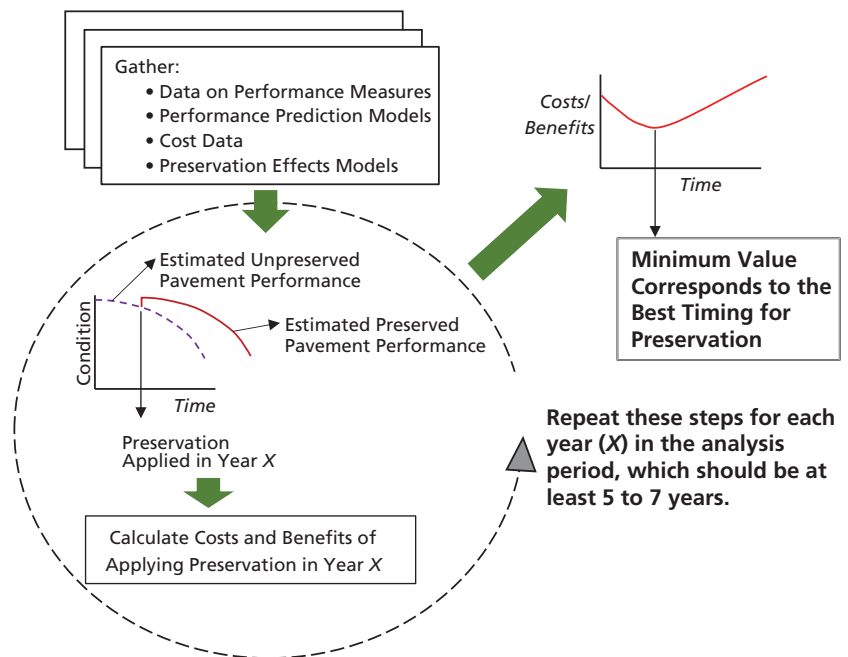 Gather:
• Data on Performance Measures
• Performance Prediction Models
• Cost Data
• Preservation Effects Models
Costs/
Benefits
Time
Minimum Value
Corresponds to the
Best Timing for
Preservation
Estimated Unpreserved
Pavement Performance
Condition
Estimated Preserved
Pavement Performance
Time
Preservation
Applied in Year X
Calculate Costs and Benefits of
Applying Preservation in Year X
Repeat these steps for each
year (X) in the analysis
period, which should be at
least 5 to 7 years.